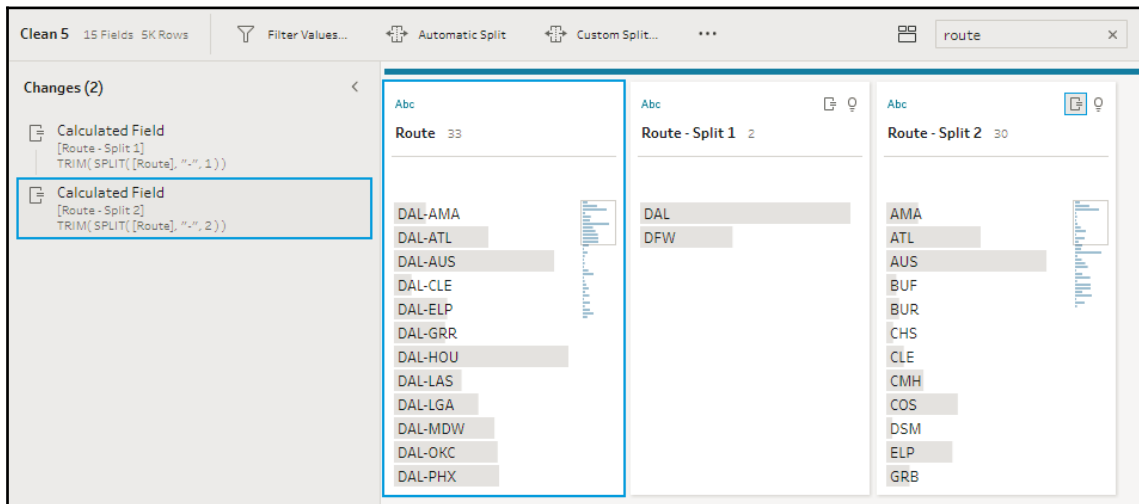 Clean 5 15 Fields 5K Rows Filter Values... Automatic Split Custom Split... ... route ×
Changes (2)
Calculated Field
[Route - Split 1]
TRIM( SPLIT( [Route], "-", 1 ) )
Calculated Field
[Route - Split 2]
TRIM( SPLIT( [Route], "-", 2 ) )
Abc
Route 33
DAL-AMA
DAL-ATL
DAL-AUS
DAL-CLE
DAL-ELP
DAL-GRR
DAL-HOU
DAL-LAS
DAL-LGA
DAL-MDW
DAL-OKC
DAL-PHX
Abc
Route - Split 1 2
DAL
DFW
Abc
Route - Split 2 30
AMA
ATL
AUS
BUF
BUR
CHS
CLE
CMH
COS
DSM
ELP
GRB